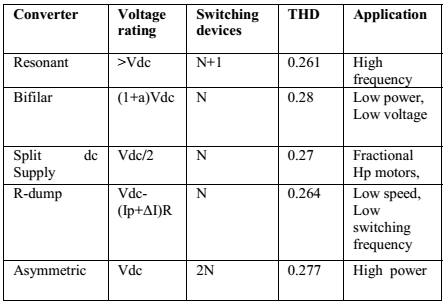 Converter Voltage rating Switching devices THD Application
Resonant >Vdc N+1 0.261 High frequency
Bifilar (1+a)Vdc N 0.28 Low power, Low voltage
Split dc Supply Vdc/2 N 0.27 Fractional Hp motors,
R-dump Vdc-(Ip+ΔI)R N 0.264 Low speed, Low switching frequency
Asymmetric Vdc 2N 0.277 High power